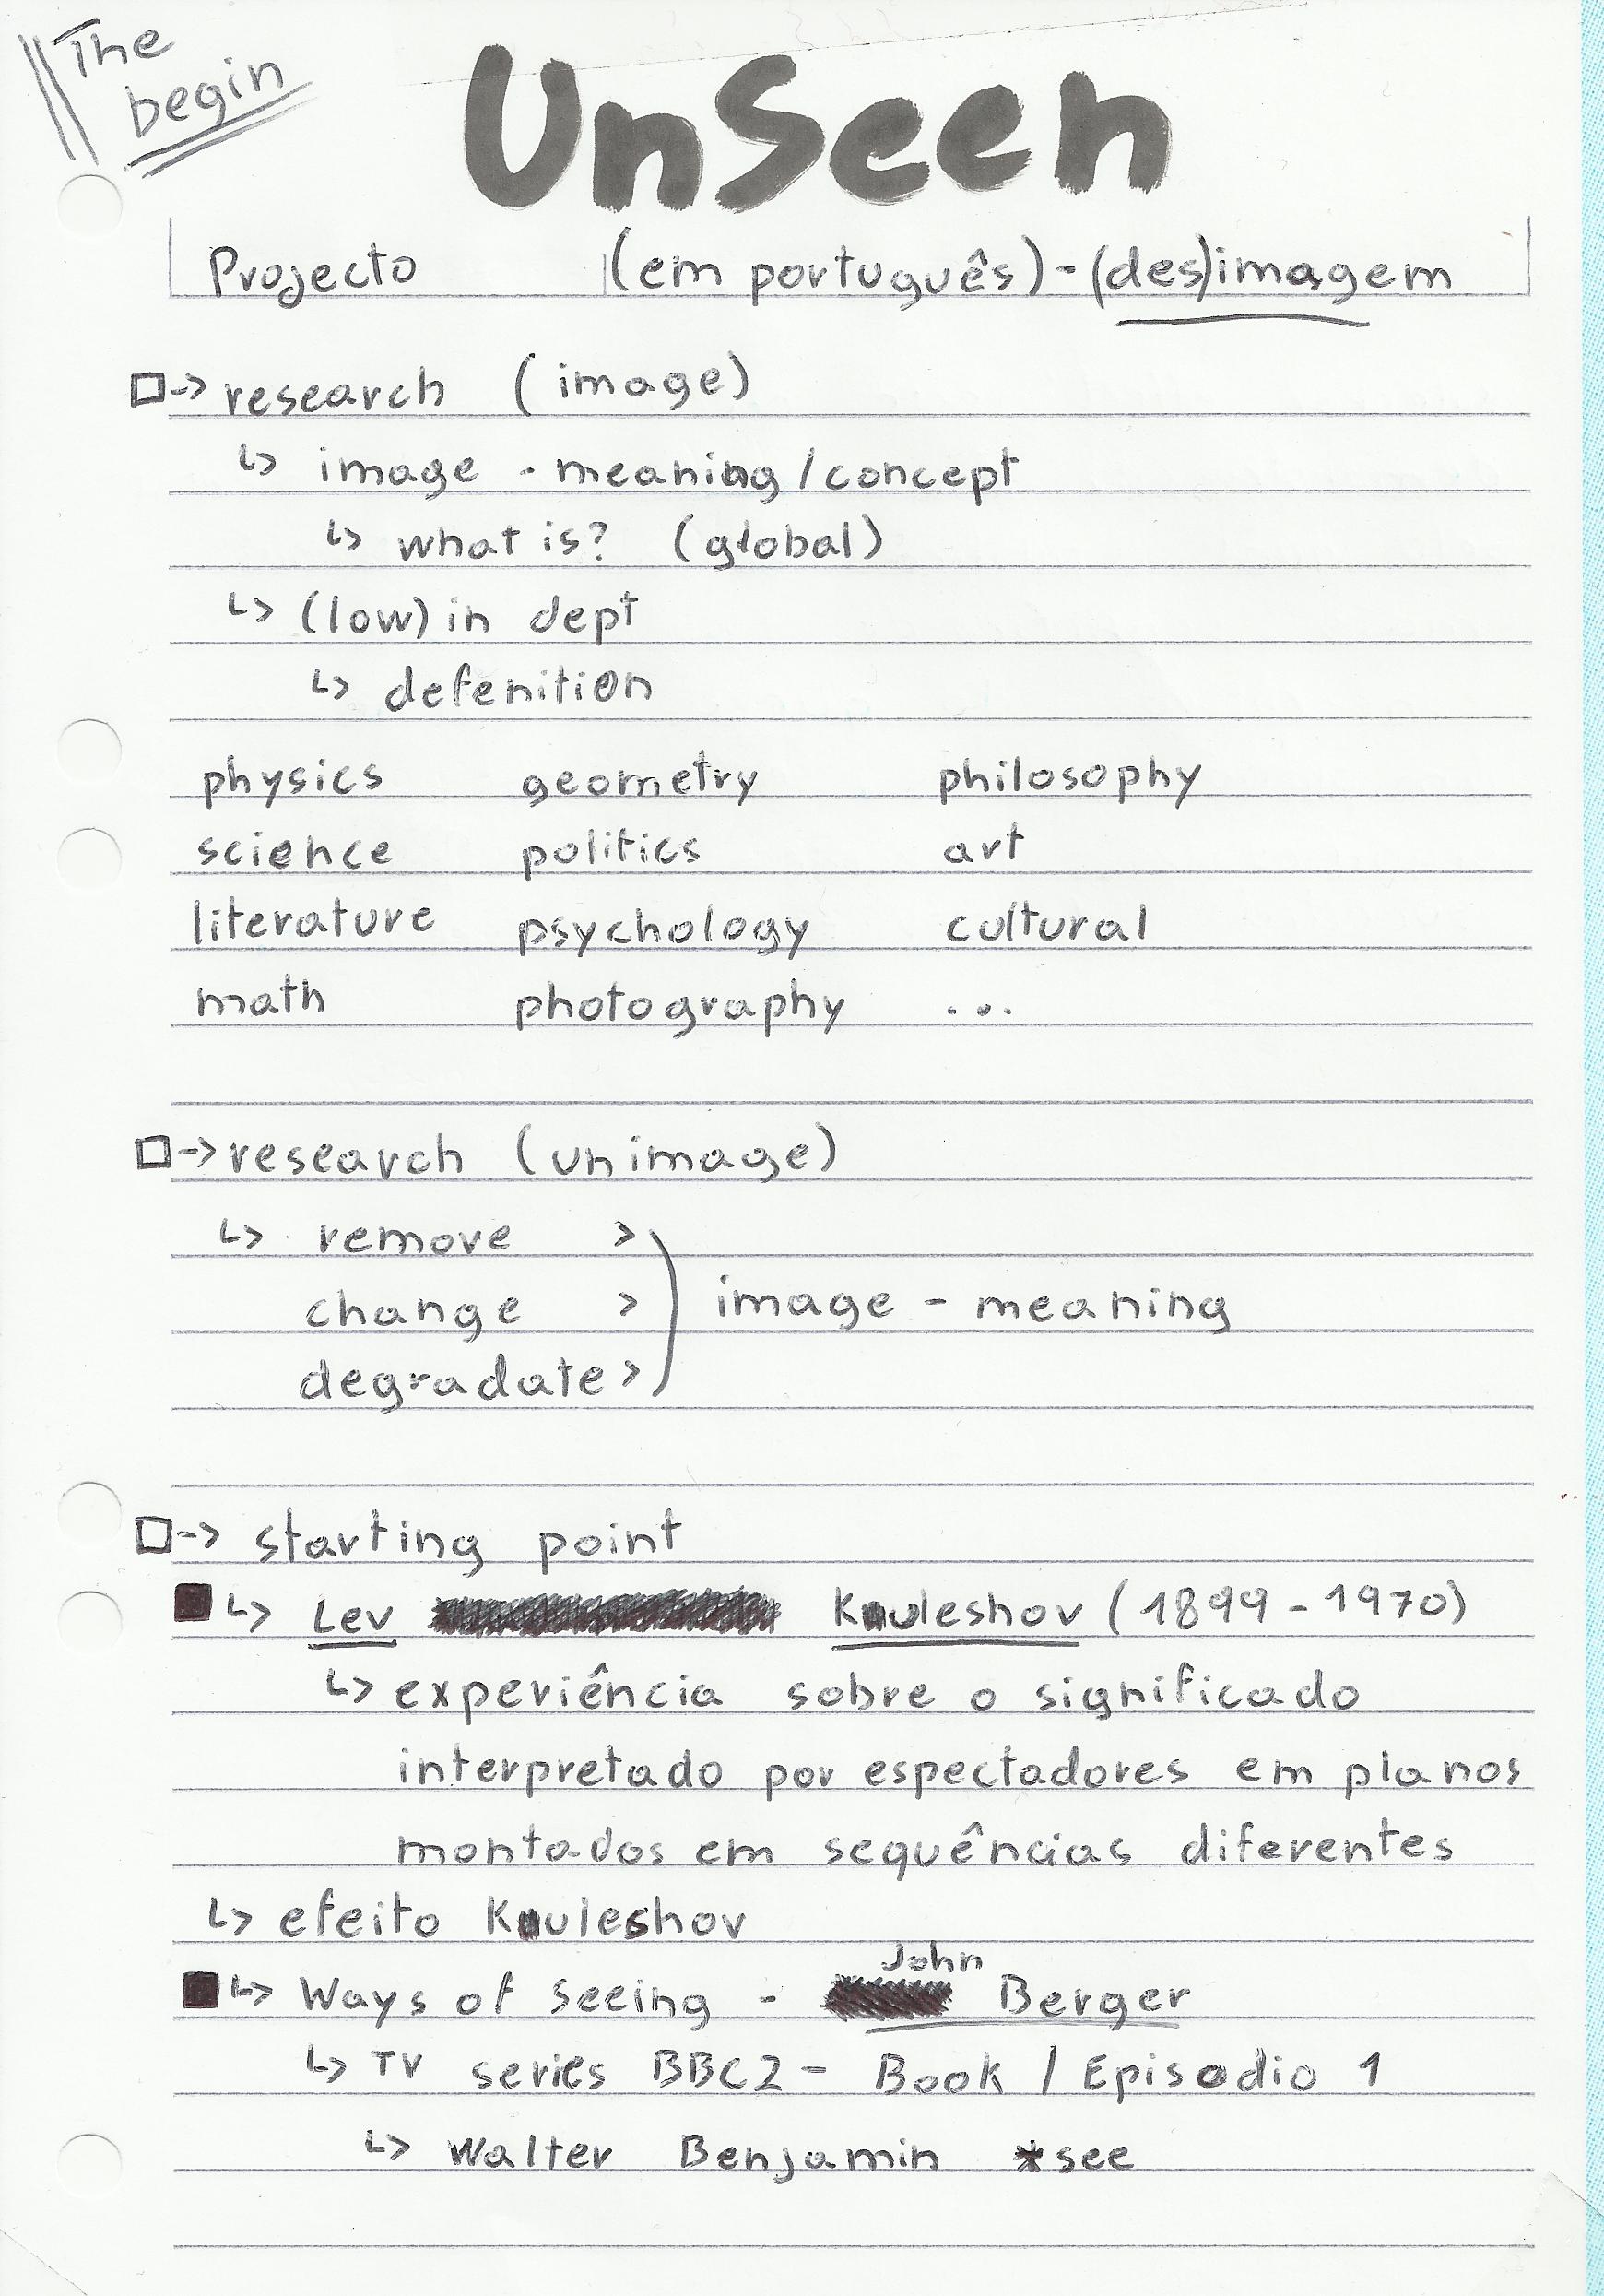 The
begin
UnSeen
Projecto (em português) - (des)imagem
□-> research (image)
↳ image - meaning / concept
↳ what is? (global)
↳ (low) in dept
↳ defenition
physics geometry philosophy
science politics art
literature psychology cultural
math photography ...
□-> research (unimage)
↳ remove >
change > ) image - meaning
degradate >
□-> starting point
■ ↳ Lev Kuleshov (1899 - 1970)
↳ experiência sobre o significado
interpretado por espectadores em planos
montados em sequências diferentes
↳ efeito Kuleshov
■ ↳ Ways of Seeing - John Berger
↳ TV series BBC2 - Book / Episodio 1
↳ Walter Benjamin *see